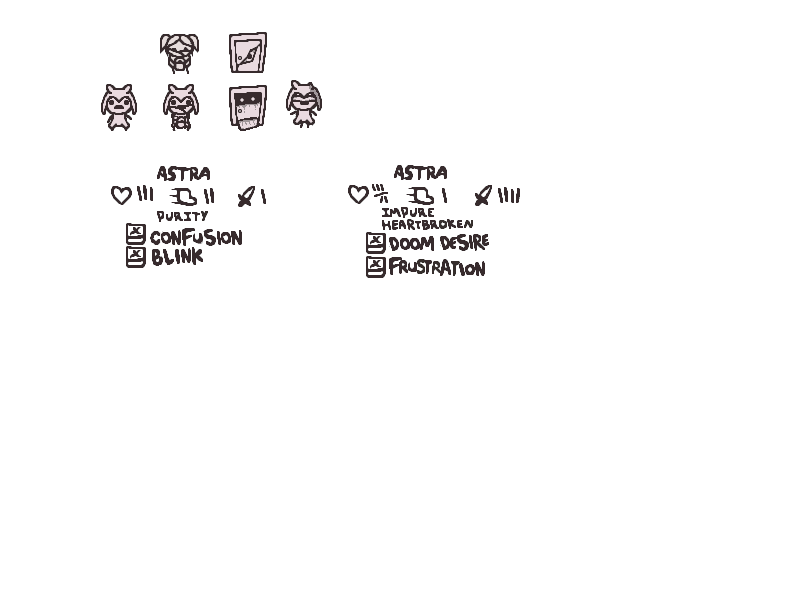 ASTRA
PURITY
CONFUSION
BLINK
ASTRA
IMPURE
HEARTBROKEN
DOOM DESIRE
FRUSTRATION